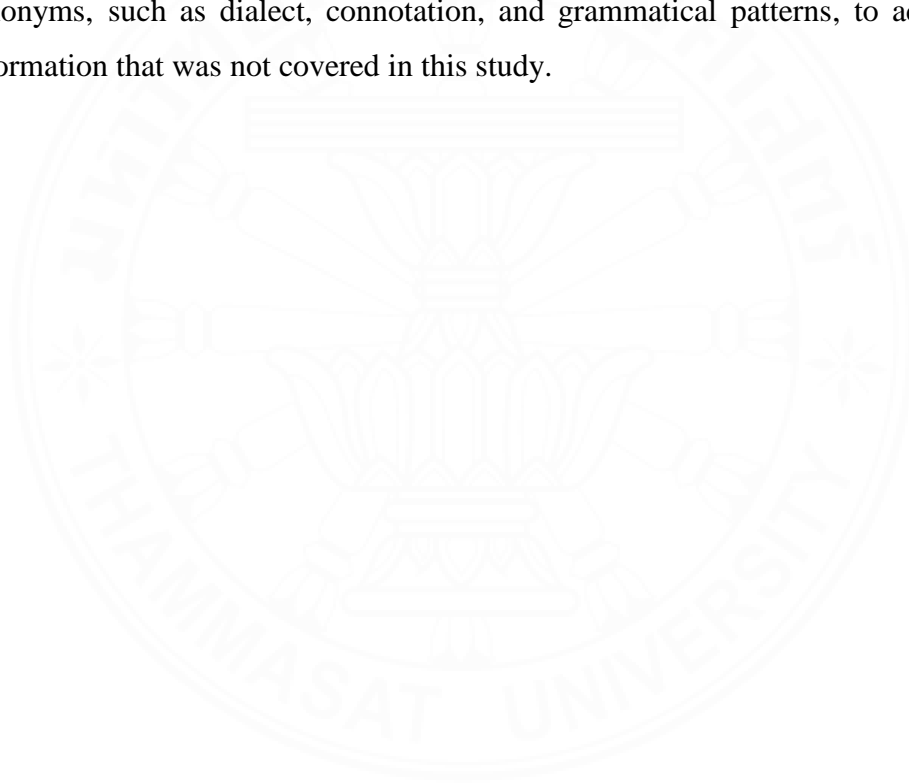 onyms, such as dialect, connotation, and grammatical patterns, to
ormation that was not covered in this study.
THAMMASAT UNIVERSITY